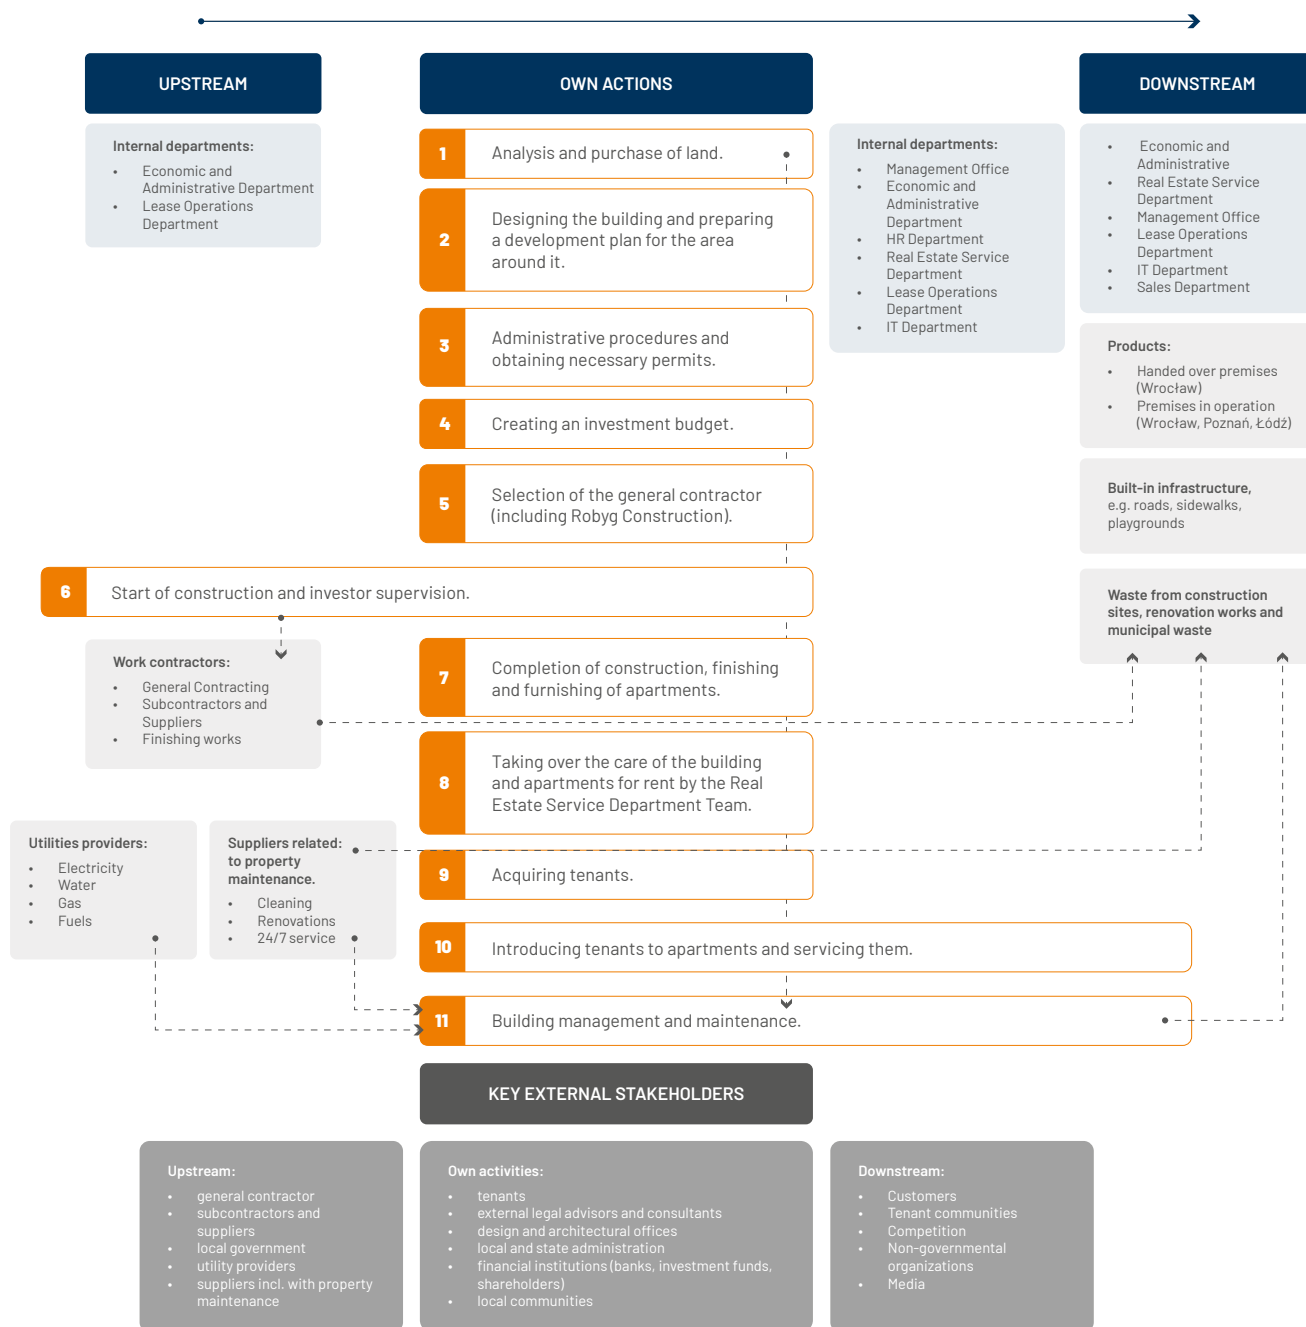 UPSTREAM
Internal departments:
• Economic and
Administrative Department
• Lease Operations
Department
OWN ACTIONS
1 Analysis and purchase of land.
2 Designing the building and preparing
a development plan for the area
around it.
3 Administrative procedures and
obtaining necessary permits.
4 Creating an investment budget.
5 Selection of the general contractor
(including Robyg Construction).
Internal departments:
• Management Office
• Economic and
Administrative
Department
• HR Department
• Real Estate Service
Department
• Lease Operations
Department
• IT Department
DOWNSTREAM
• Economic and
Administrative
• Real Estate Service
Department
• Management Office
• Lease Operations
Department
• IT Department
• Sales Department
Products:
• Handed over premises
(Wrocław)
• Premises in operation
(Wrocław, Poznań, Łódź)
Built-in infrastructure,
e.g. roads, sidewalks,
playgrounds
Waste from construction
sites, renovation works and
municipal waste
6 Start of construction and investor supervision.
Work contractors:
• General Contracting
• Subcontractors and
Suppliers
• Finishing works
7 Completion of construction, finishing
and furnishing of apartments.
8 Taking over the care of the building
and apartments for rent by the Real
Estate Service Department Team.
Utilities providers:
• Electricity
• Water
• Gas
• Fuels
Suppliers related:
to property
maintenance.
• Cleaning
• Renovations
• 24/7 service
9 Acquiring tenants.
10 Introducing tenants to apartments and servicing them.
11 Building management and maintenance.
KEY EXTERNAL STAKEHOLDERS
Upstream:
• general contractor
• subcontractors and
suppliers
• local government
• utility providers
• suppliers incl. with property
maintenance
Own activities:
• tenants
• external legal advisors and consultants
• design and architectural offices
• local and state administration
• financial institutions (banks, investment funds,
shareholders)
• local communities
Downstream:
• Customers
• Tenant communities
• Competition
• Non-governmental
organizations
• Media